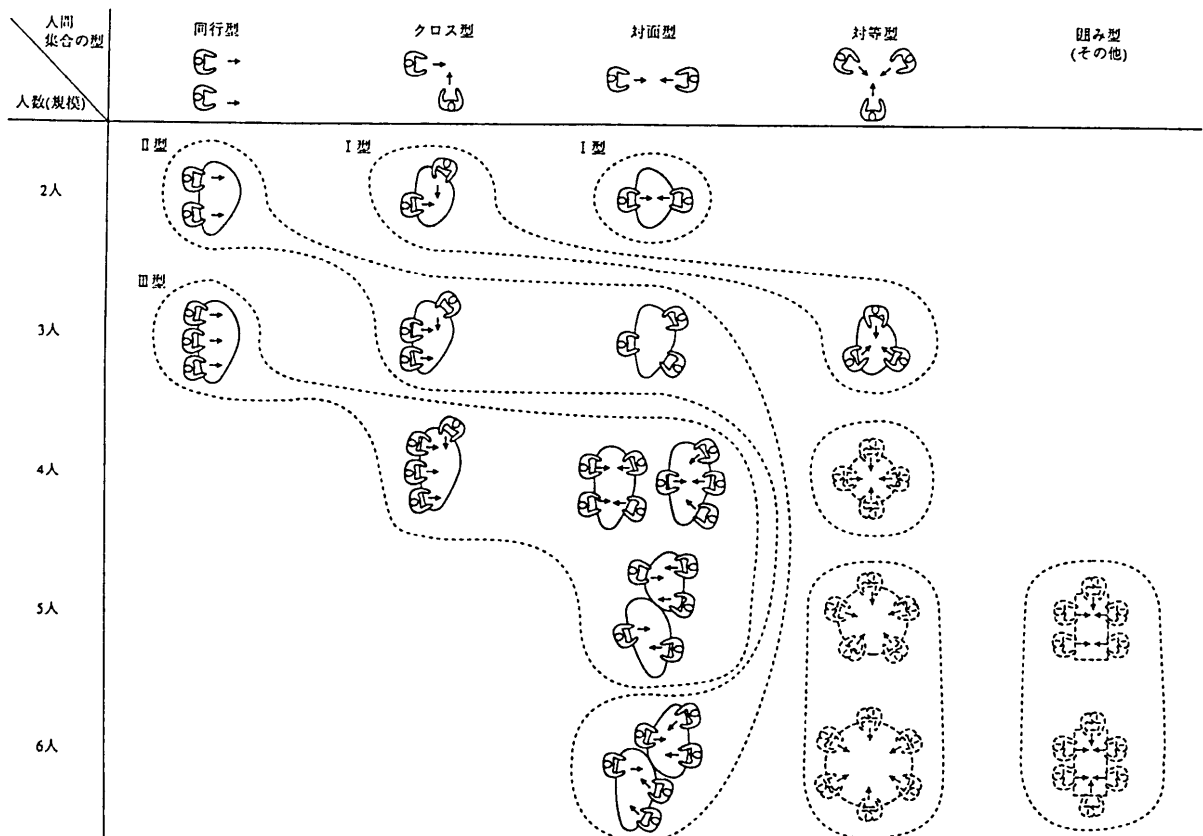 人間
集合の型
人数(規模)
同行型
クロス型
対面型
対等型
囲み型
(その他)
2人
Ⅱ型
Ⅰ型
Ⅰ型
3人
Ⅲ型
4人
5人
6人